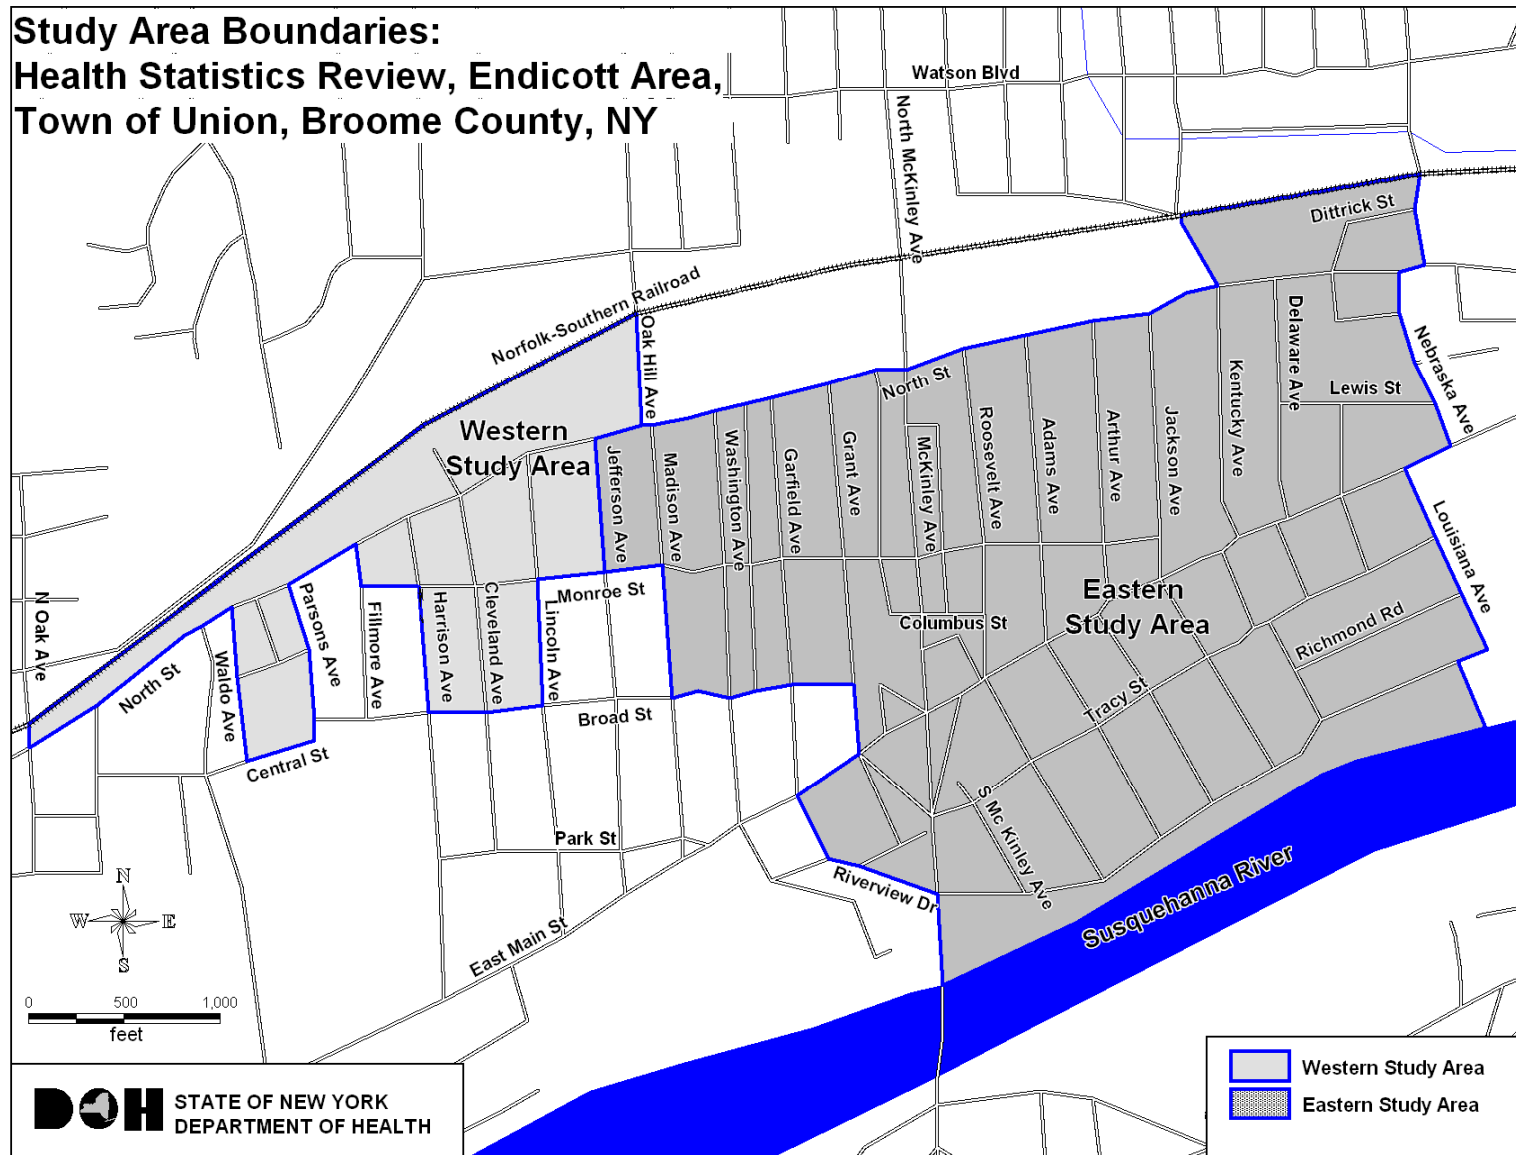 Study Area Boundaries:
Health Statistics Review, Endicott Area,
Town of Union, Broome County, NY
Watson Blvd
North McKinley Ave
Dittrick St
Norfolk-Southern Railroad
Oak Hill Ave
Delaware Ave
Nebraska Ave
North St
Lewis St
Kentucky Ave
Western
Study Area
Jefferson Ave
Madison Ave
Washington Ave
Garfield Ave
Grant Ave
McKinley Ave
Roosevelt Ave
Adams Ave
Arthur Ave
Jackson Ave
Louisiana Ave
N Oak Ave
Parsons Ave
Fillmore Ave
Harrison Ave
Cleveland Ave
Lincoln Ave
Monroe St
Eastern
Study Area
Columbus St
Richmond Rd
North St
Waldo Ave
Broad St
Tracy St
Central St
S Mc Kinley Ave
Park St
Riverview Dr
Susquehanna River
East Main St
N
W E
S
0 500 1,000
feet
Western Study Area
Eastern Study Area
DOH
STATE OF NEW YORK
DEPARTMENT OF HEALTH